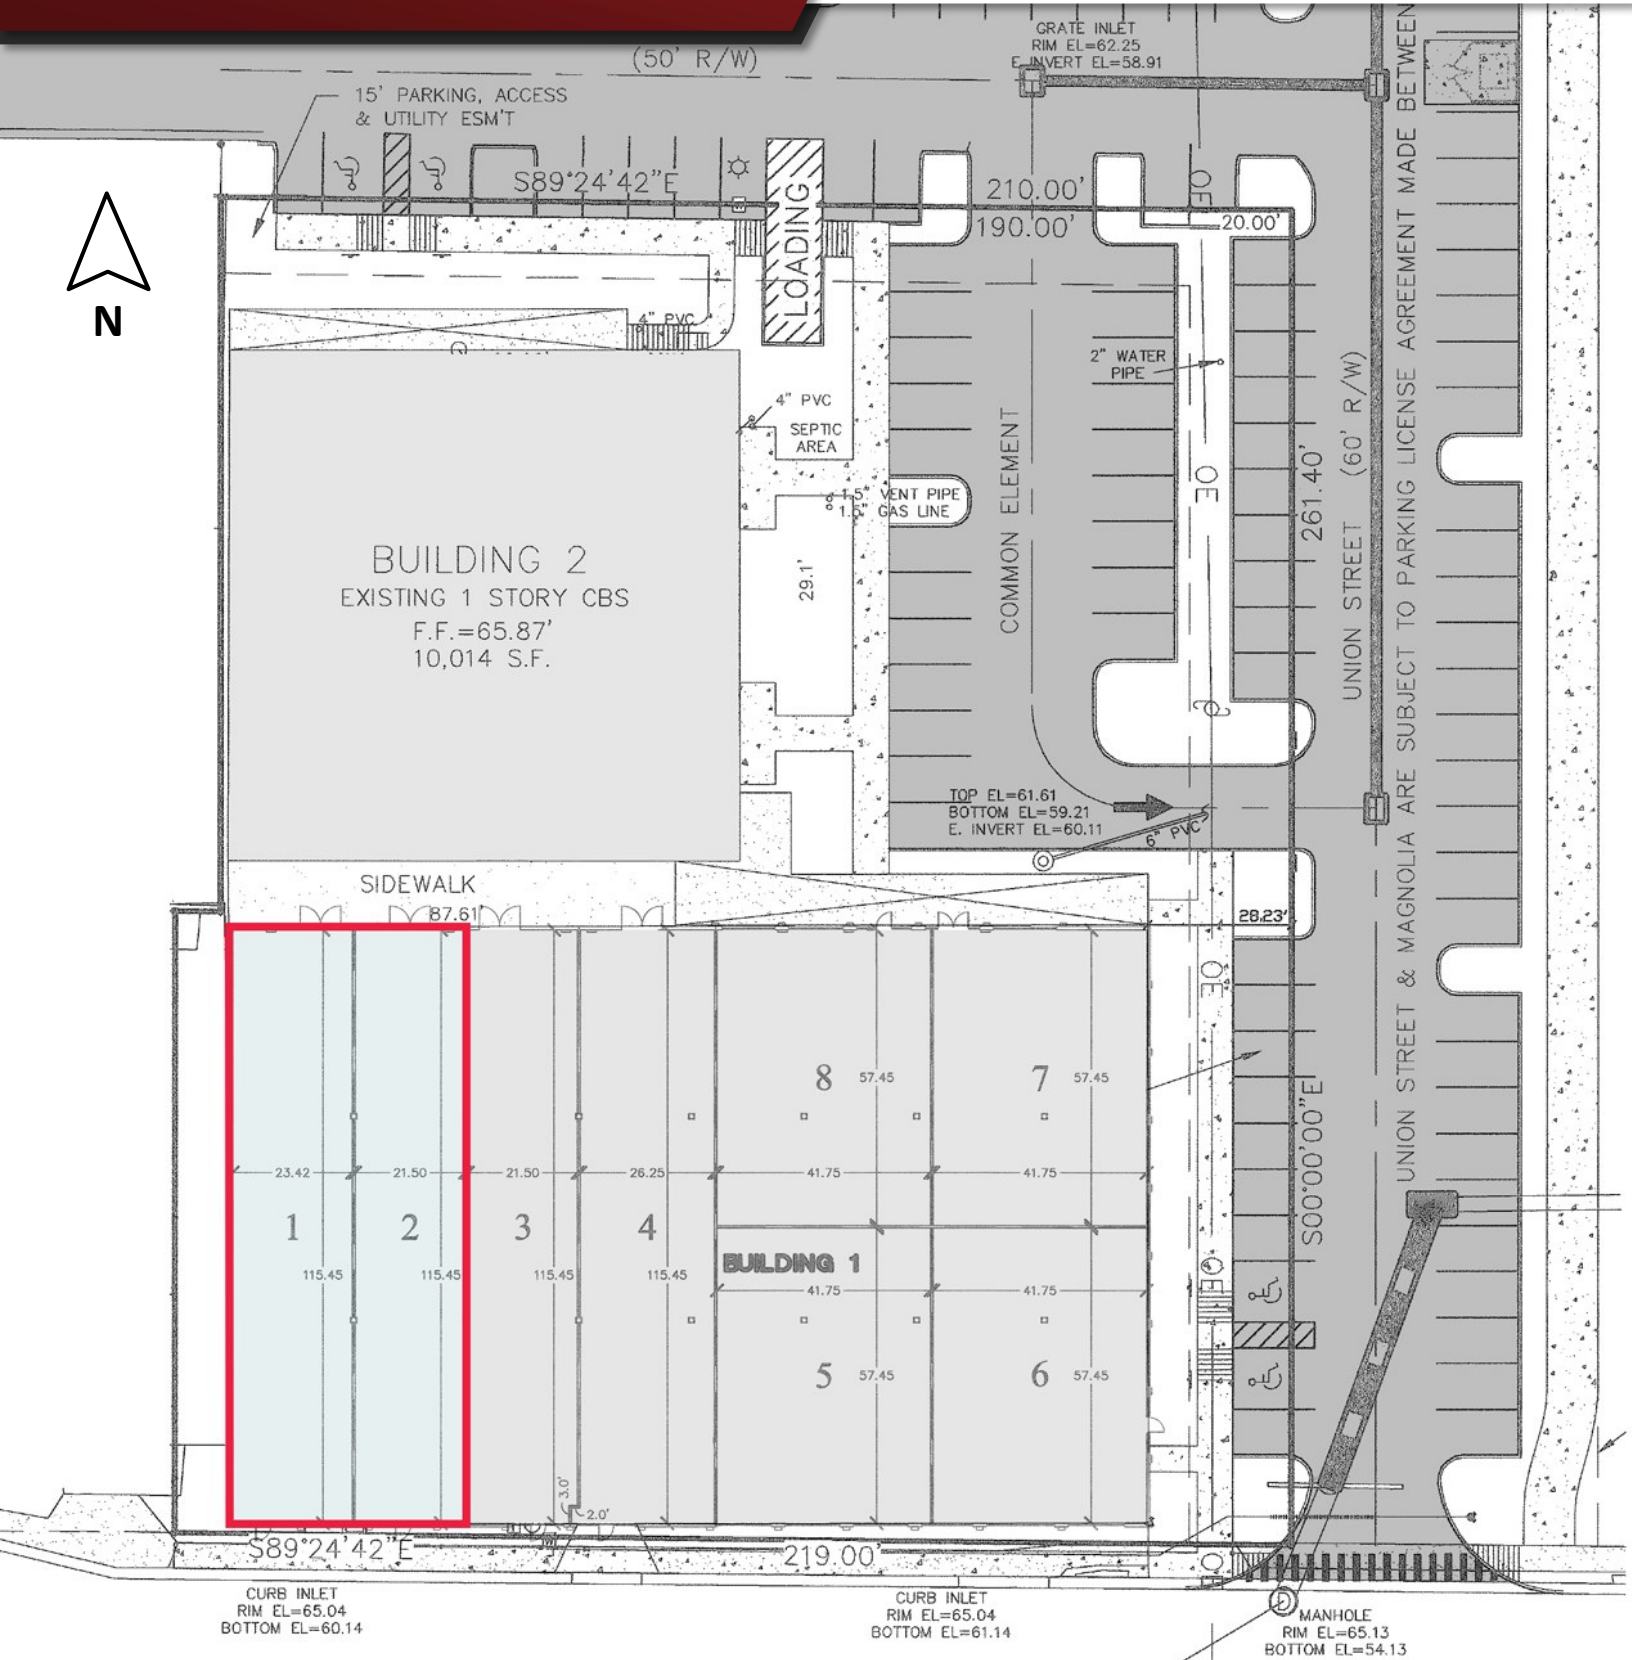 (50' R/W)
GRATE INLET
RIM EL=62.25
E. INVERT EL=58.91
15' PARKING, ACCESS
& UTILITY ESM'T
S89°24'42"E
210.00'
190.00'
20.00'
OE
LOADING
N
4" PVC
2" WATER
PIPE
4" PVC
SEPTIC
AREA
1.5" VENT PIPE
1.5" GAS LINE
COMMON ELEMENT
OE
261.40'
UNION STREET (60' R/W)
UNION STREET & MAGNOLIA ARE SUBJECT TO PARKING LICENSE AGREEMENT MADE BETWEEN
BUILDING 2
EXISTING 1 STORY CBS
F.F.=65.87'
10,014 S.F.
29.1'
TOP EL=61.61
BOTTOM EL=59.21
E. INVERT EL=60.11
6" PVC
SIDEWALK
87.61'
28.23'
OE
8 57.45
7 57.45
23.42
21.50
21.50
26.25
41.75
41.75
S00°00'00"E
1
2
3
4
115.45
115.45
115.45
115.45
BUILDING 1
41.75
41.75
OE
5 57.45
6 57.45
3.0'
2.0'
S89°24'42"E
219.00'
CURB INLET
RIM EL=65.04
BOTTOM EL=60.14
CURB INLET
RIM EL=65.04
BOTTOM EL=61.14
D
MANHOLE
RIM EL=65.13
BOTTOM EL=54.13